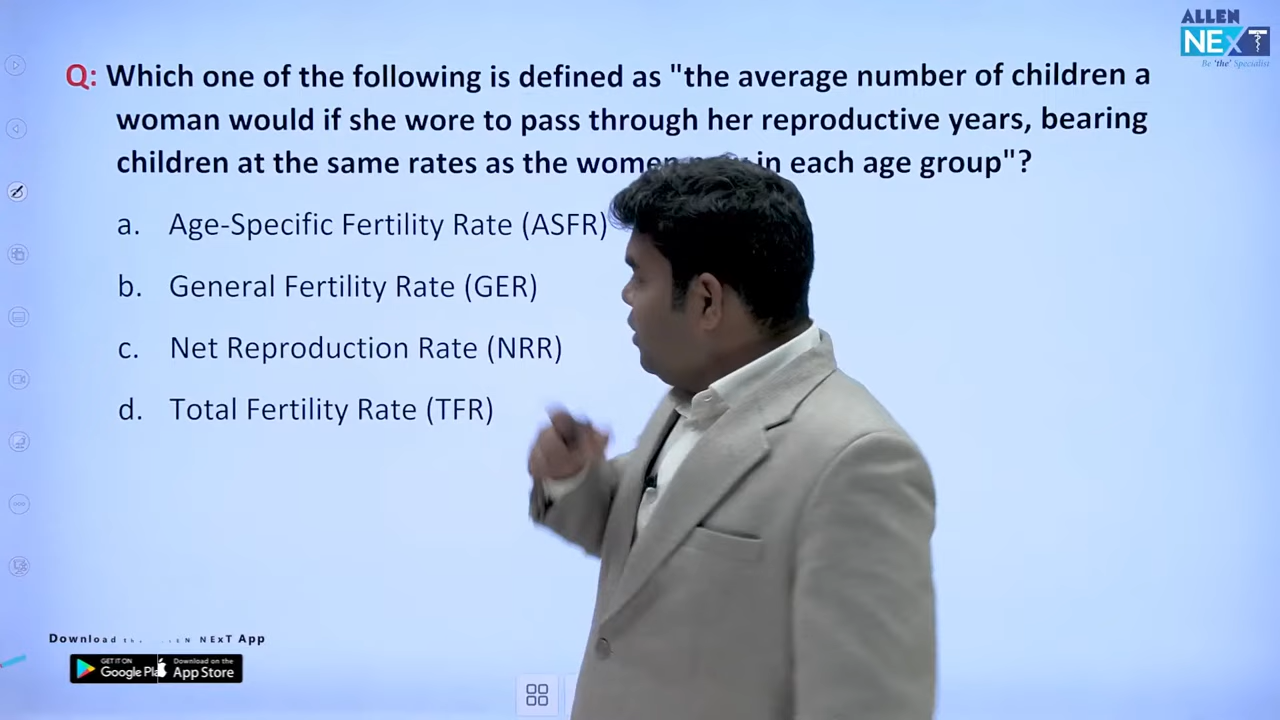 ALLEN
NEXT
Be 'the' Specialist
Q: Which one of the following is defined as "the average number of children a
woman would if she wore to pass through her reproductive years, bearing
children at the same rates as the women in each age group"?
a. Age-Specific Fertility Rate (ASFR)
b. General Fertility Rate (GER)
c. Net Reproduction Rate (NRR)
d. Total Fertility Rate (TFR)
Download NExT App
GET IT ON
Google Pla
Download on the
App Store